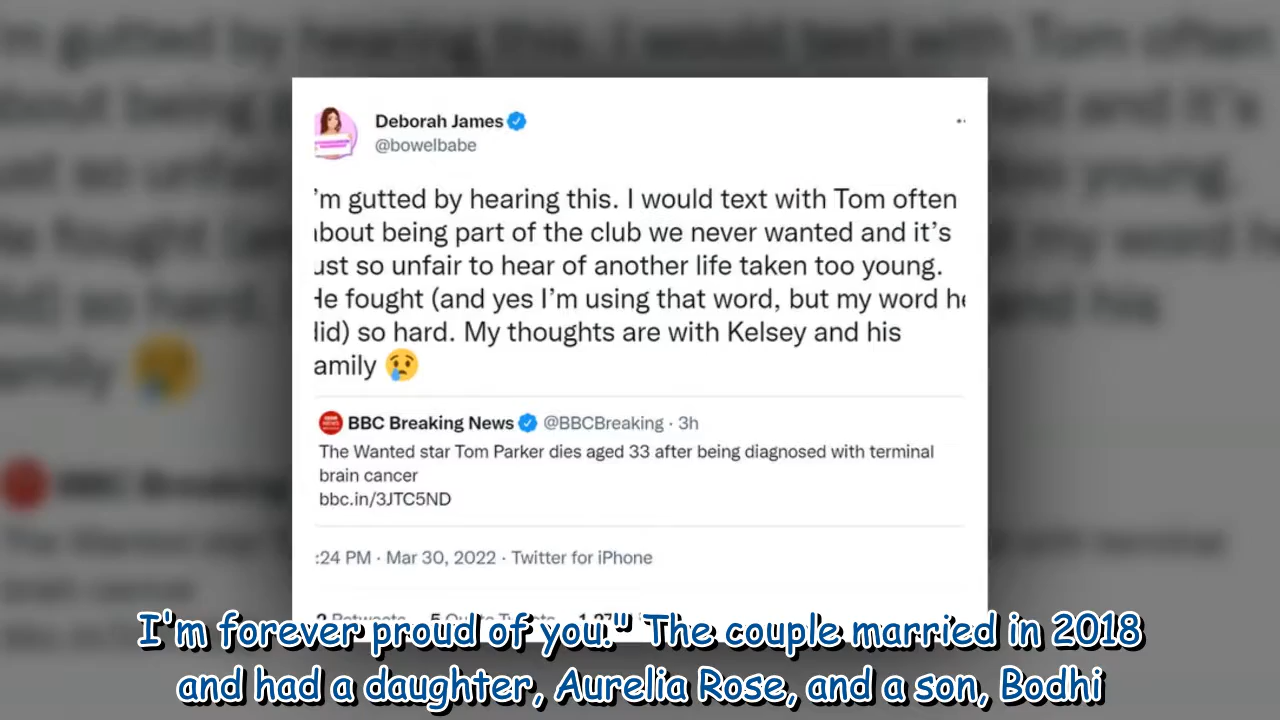 Deborah James
@bowelbabe
'm gutted by hearing this. I would text with Tom often
about being part of the club we never wanted and it's
ust so unfair to hear of another life taken too young.
He fought (and yes I'm using that word, but my word he
did) so hard. My thoughts are with Kelsey and his
amily 😢
BBC Breaking News @BBCBreaking · 3h
The Wanted star Tom Parker dies aged 33 after being diagnosed with terminal
brain cancer
bbc.in/3JTC5ND
:24 PM · Mar 30, 2022 · Twitter for iPhone
Retweets 5 Quote Tweets
I'm forever proud of you." The couple married in 2018
and had a daughter, Aurelia Rose, and a son, Bodhi